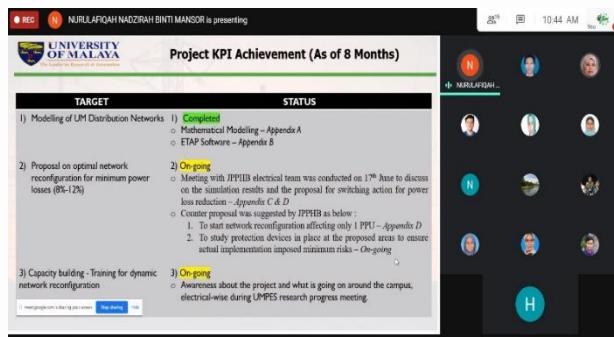 REC
N
NURULAFIQAH NADZIRAH BINTI MANSOR is presenting
10:44 AM
You
UNIVERSITY
OF MALAYA
Project KPI Achievement (As of 8 Months)
TARGET
STATUS
1) Modelling of UM Distribution Networks
1) Completed
o Mathematical Modelling – Appendix A
o ETAP Software – Appendix B
2) Proposal on optimal network
reconfiguration for minimum power
losses (8%-12%)
2) On-going
o Meeting with JPPHB electrical team was conducted on 17th June to discuss
on the simulation results and the proposal for switching action for power
loss reduction – Appendix C & D
o Counter proposal was suggested by JPPHB as below :
1. To start network reconfiguration affecting only 1 PPU – Appendix D
2. To study protection devices in place at the proposed areas to ensure
actual implementation imposed minimum risks – On-going
3) Capacity building - Training for dynamic
network reconfiguration
3) On-going
o Awareness about the project and what is going on around the campus,
electrical-wise during UMPES research progress meeting.
Stop sharing
Hide
N
NURULAFIQAH ...
N
H